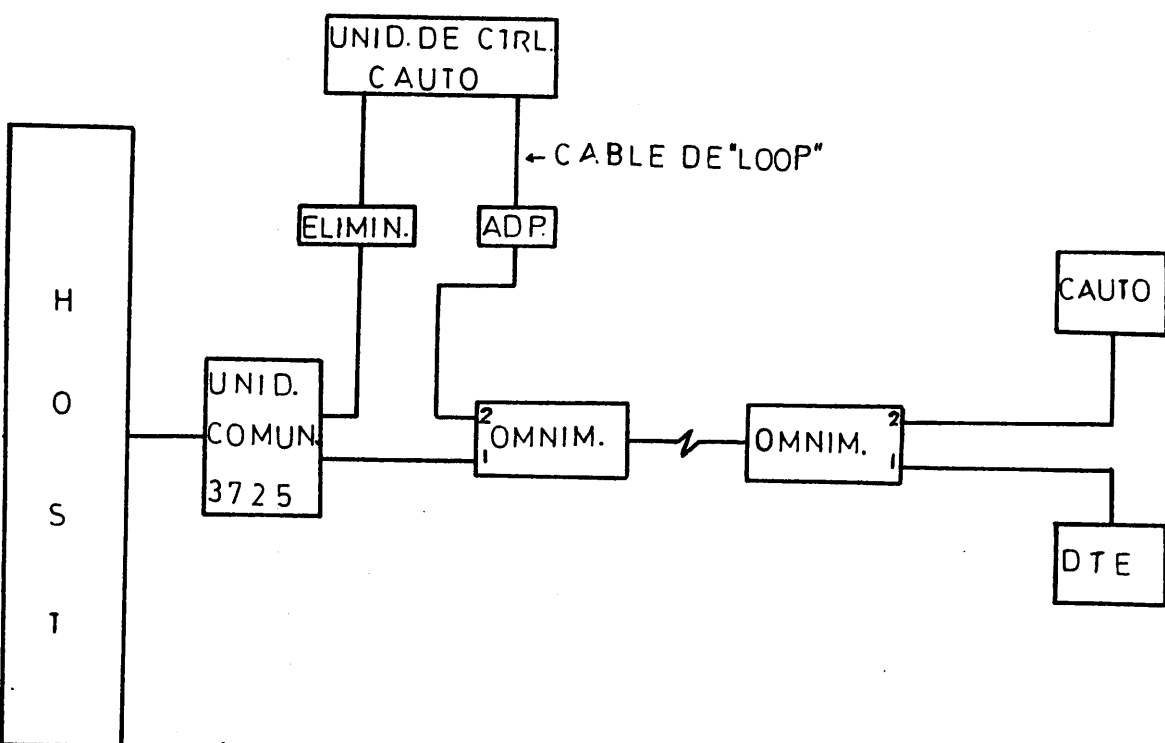 UNID. DE CTRL.
CAUTO
← CABLE DE "LOOP"
ELIMIN.
ADP.
HOST
CAUTO
UNID.
COMUN.
3725
2
OMNIM.
1
OMNIM.
2
1
DTE